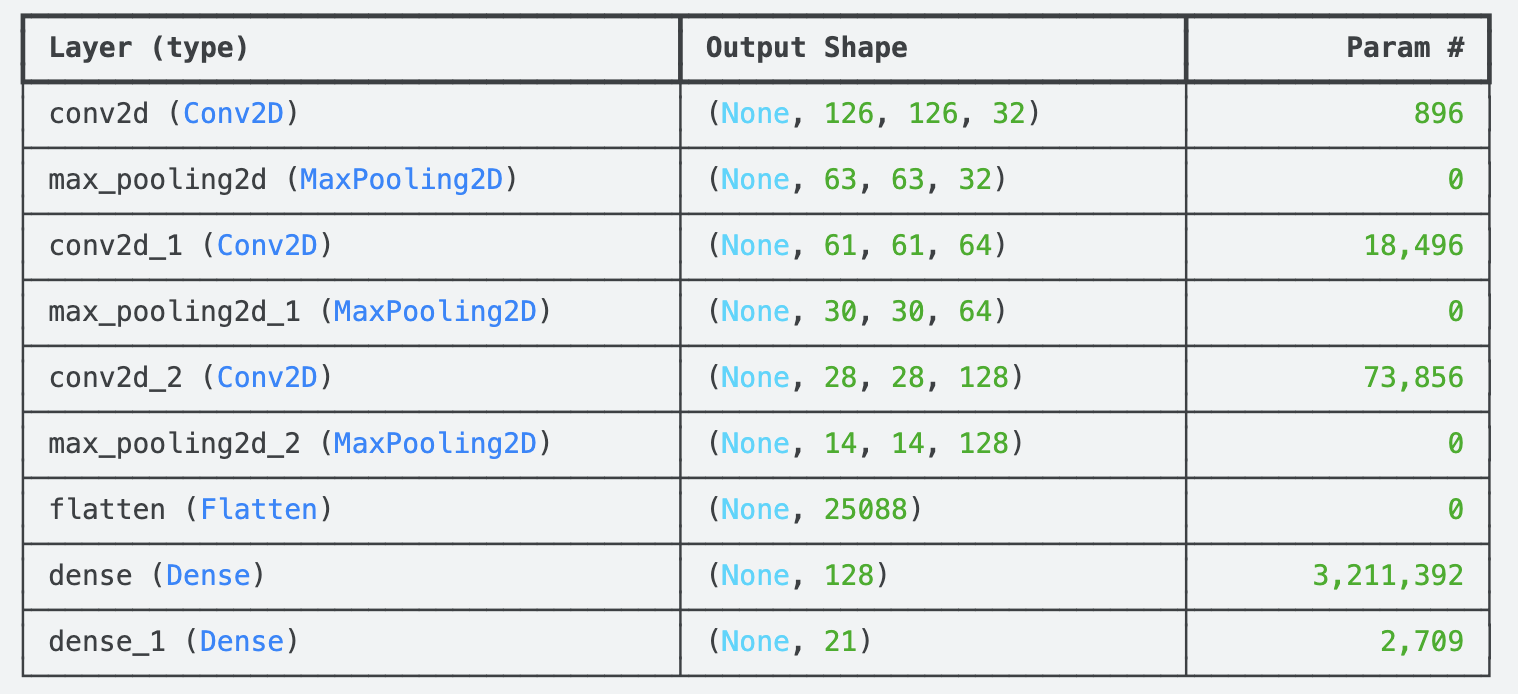 Layer (type) Output Shape Param #
conv2d (Conv2D) (None, 126, 126, 32) 896
max_pooling2d (MaxPooling2D) (None, 63, 63, 32) 0
conv2d_1 (Conv2D) (None, 61, 61, 64) 18,496
max_pooling2d_1 (MaxPooling2D) (None, 30, 30, 64) 0
conv2d_2 (Conv2D) (None, 28, 28, 128) 73,856
max_pooling2d_2 (MaxPooling2D) (None, 14, 14, 128) 0
flatten (Flatten) (None, 25088) 0
dense (Dense) (None, 128) 3,211,392
dense_1 (Dense) (None, 21) 2,709